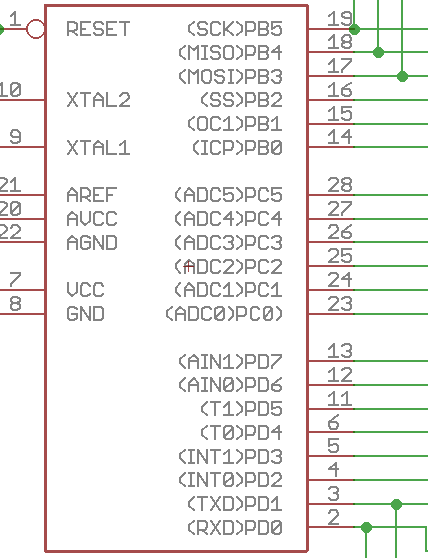 1 RESET (SCK)PB5 19
(MISO)PB4 18
(MOSI)PB3 17
10 XTAL2 (SS)PB2 16
(OC1)PB1 15
9 XTAL1 (ICP)PB0 14
21 AREF (ADC5)PC5 28
20 AVCC (ADC4)PC4 27
22 AGND (ADC3)PC3 26
(ADC2)PC2 25
7 VCC (ADC1)PC1 24
8 GND (ADC0)PC0) 23
(AIN1)PD7 13
(AIN0)PD6 12
(T1)PD5 11
(T0)PD4 6
(INT1)PD3 5
(INT0)PD2 4
(TXD)PD1 3
(RXD)PD0 2